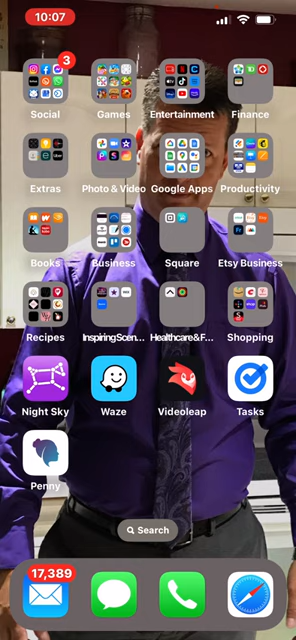 10:07
3
Social Games Entertainment Finance
Extras Photo & Video Google Apps Productivity
Books Business Square Etsy Business
Recipes InspiringScen... Healthcare & F... Shopping
Night Sky Waze Videoleap Tasks
Penny
Search
17,389